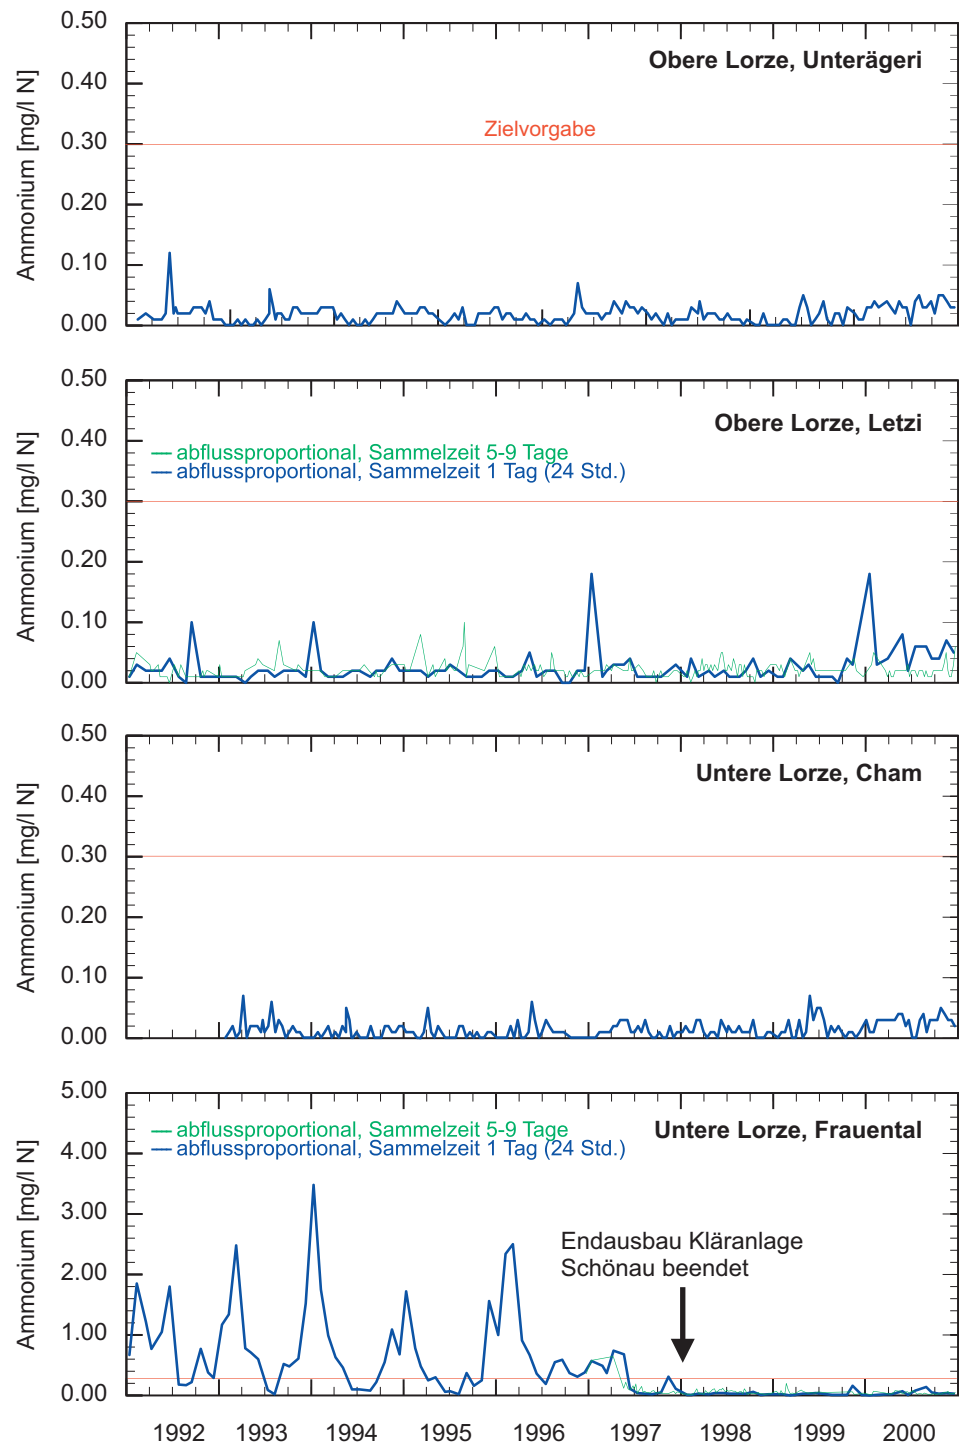 Ammonium [mg/l N]
0.50
0.40
0.30
0.20
0.10
0.00
Obere Lorze, Unterägeri
Zielvorgabe
Ammonium [mg/l N]
0.50
0.40
0.30
0.20
0.10
0.00
Obere Lorze, Letzi
abflussproportional, Sammelzeit 5-9 Tage
abflussproportional, Sammelzeit 1 Tag (24 Std.)
Ammonium [mg/l N]
0.50
0.40
0.30
0.20
0.10
0.00
Untere Lorze, Cham
Ammonium [mg/l N]
5.00
4.00
3.00
2.00
1.00
0.00
abflussproportional, Sammelzeit 5-9 Tage
abflussproportional, Sammelzeit 1 Tag (24 Std.)
Untere Lorze, Frauental
Endausbau Kläranlage
Schönau beendet
1992 1993 1994 1995 1996 1997 1998 1999 2000